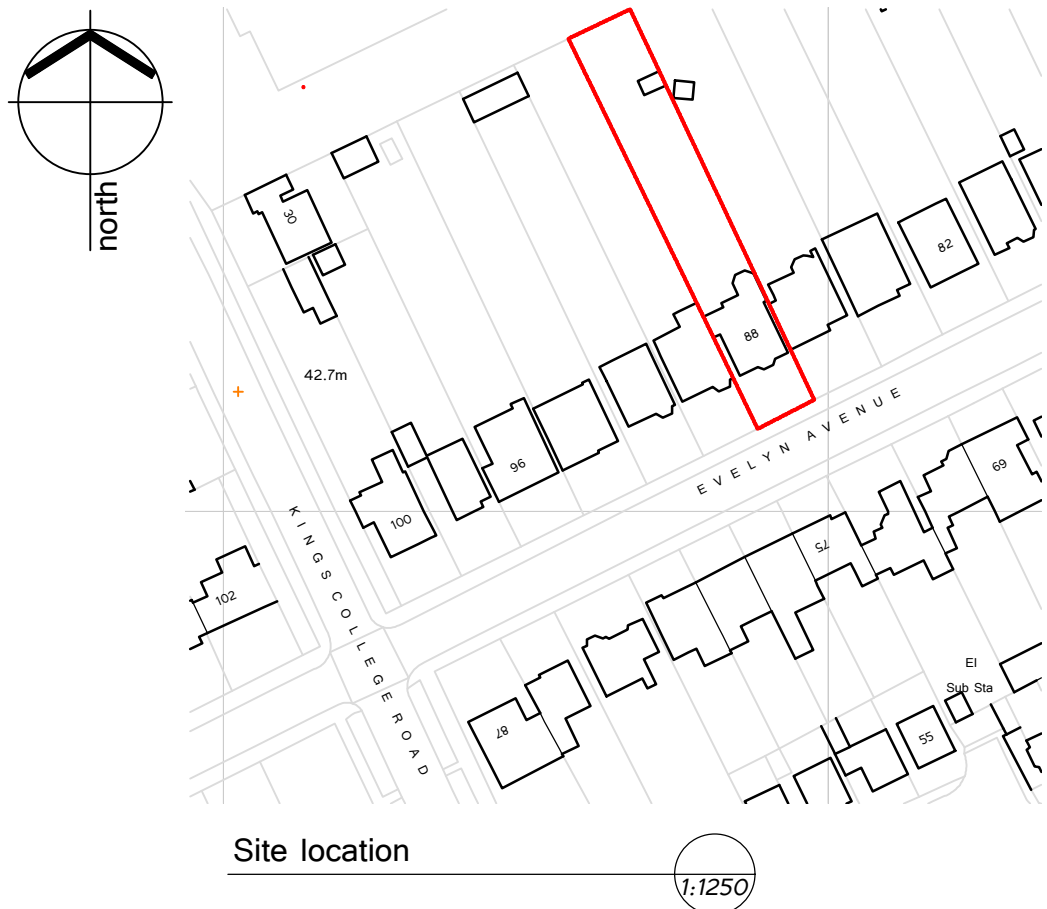 north
30
82
88
42.7m
EVELYN AVENUE
96
69
100
75
KINGS COLLEGE ROAD
102
El
Sub Sta
87
55
Site location
1:1250